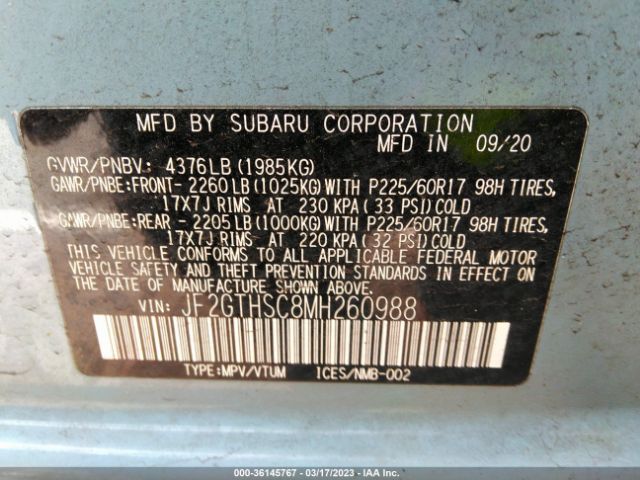 MFD BY SUBARU CORPORATION
MFD IN 09/20
GVWR/PNBV: 4376LB (1985KG)
GAWR/PNBE:FRONT- 2260LB (1025KG) WITH P225/60R17 98H TIRES,
17X7J RIMS AT 230 KPA (33 PSI) COLD
GAWR/PNBE:REAR - 2205LB (1000KG) WITH P225/60R17 98H TIRES,
17X7J RIMS AT 220 KPA (32 PSI) COLD
THIS VEHICLE CONFORMS TO ALL APPLICABLE FEDERAL MOTOR
VEHICLE SAFETY AND THEFT PREVENTION STANDARDS IN EFFECT ON
THE DATE OF MANUFACTURE SHOWN ABOVE.
VIN: JF2GTHSC8MH260988
TYPE:MPV/VTUM ICES/NMB-002
000-36145767 - 03/17/2023 - IAA Inc.